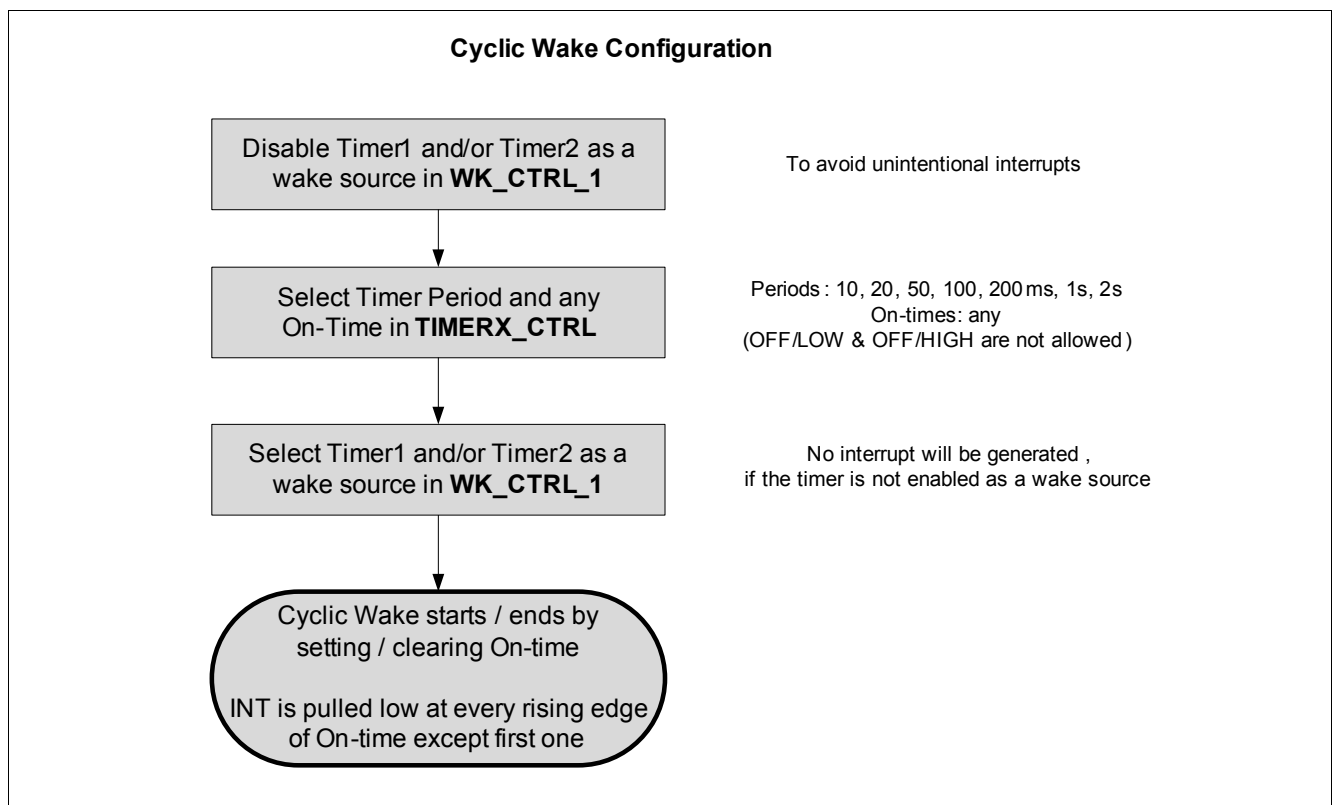 Cyclic Wake Configuration
Disable Timer1 and/or Timer2 as a
wake source in WK_CTRL_1
To avoid unintentional interrupts
Select Timer Period and any
On-Time in TIMERX_CTRL
Periods : 10, 20, 50, 100, 200 ms, 1s, 2s
On-times: any
(OFF/LOW & OFF/HIGH are not allowed )
Select Timer1 and/or Timer2 as a
wake source in WK_CTRL_1
No interrupt will be generated ,
if the timer is not enabled as a wake source
Cyclic Wake starts / ends by
setting / clearing On-time
INT is pulled low at every rising edge
of On-time except first one